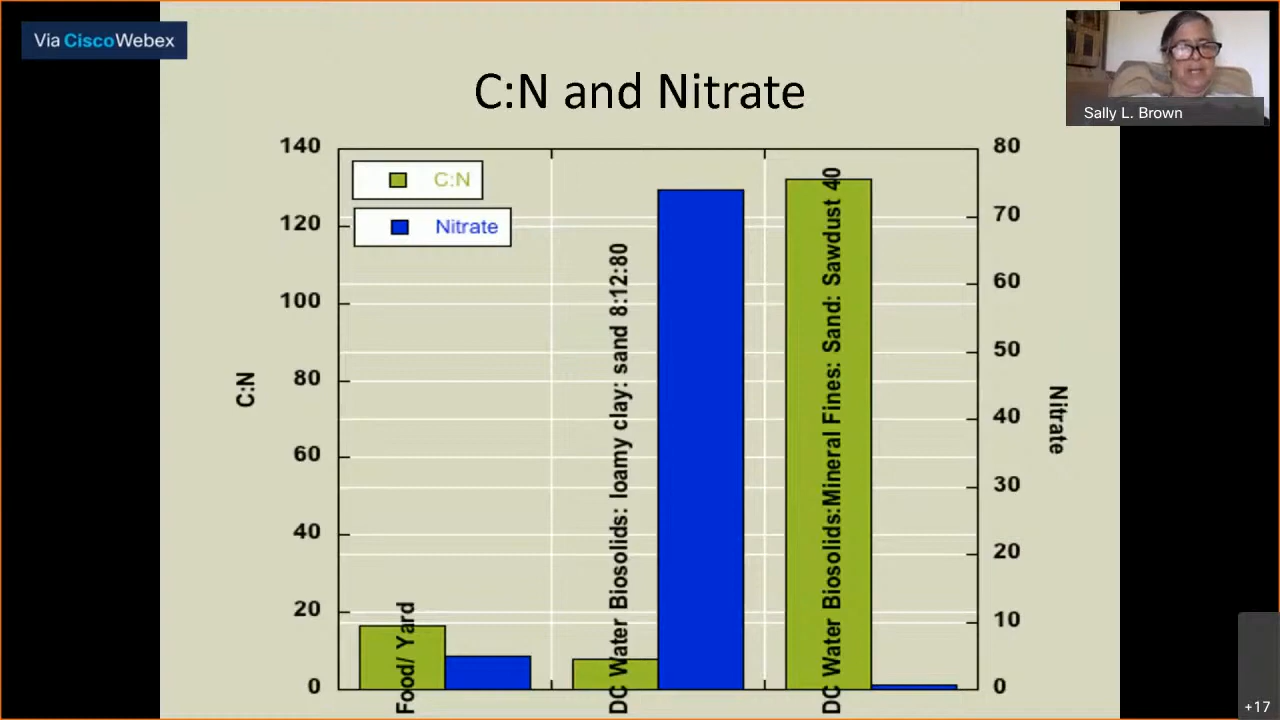 Via Cisco Webex
Sally L. Brown
C:N and Nitrate
140
120
100
80
60
40
20
0
C:N
C:N
Nitrate
Food/ Yard
DC Water Biosolids: loamy clay: sand 8:12:80
DC Water Biosolids:Mineral Fines: Sand: Sawdust 40
80
70
60
50
40
30
20
10
0
Nitrate
+17